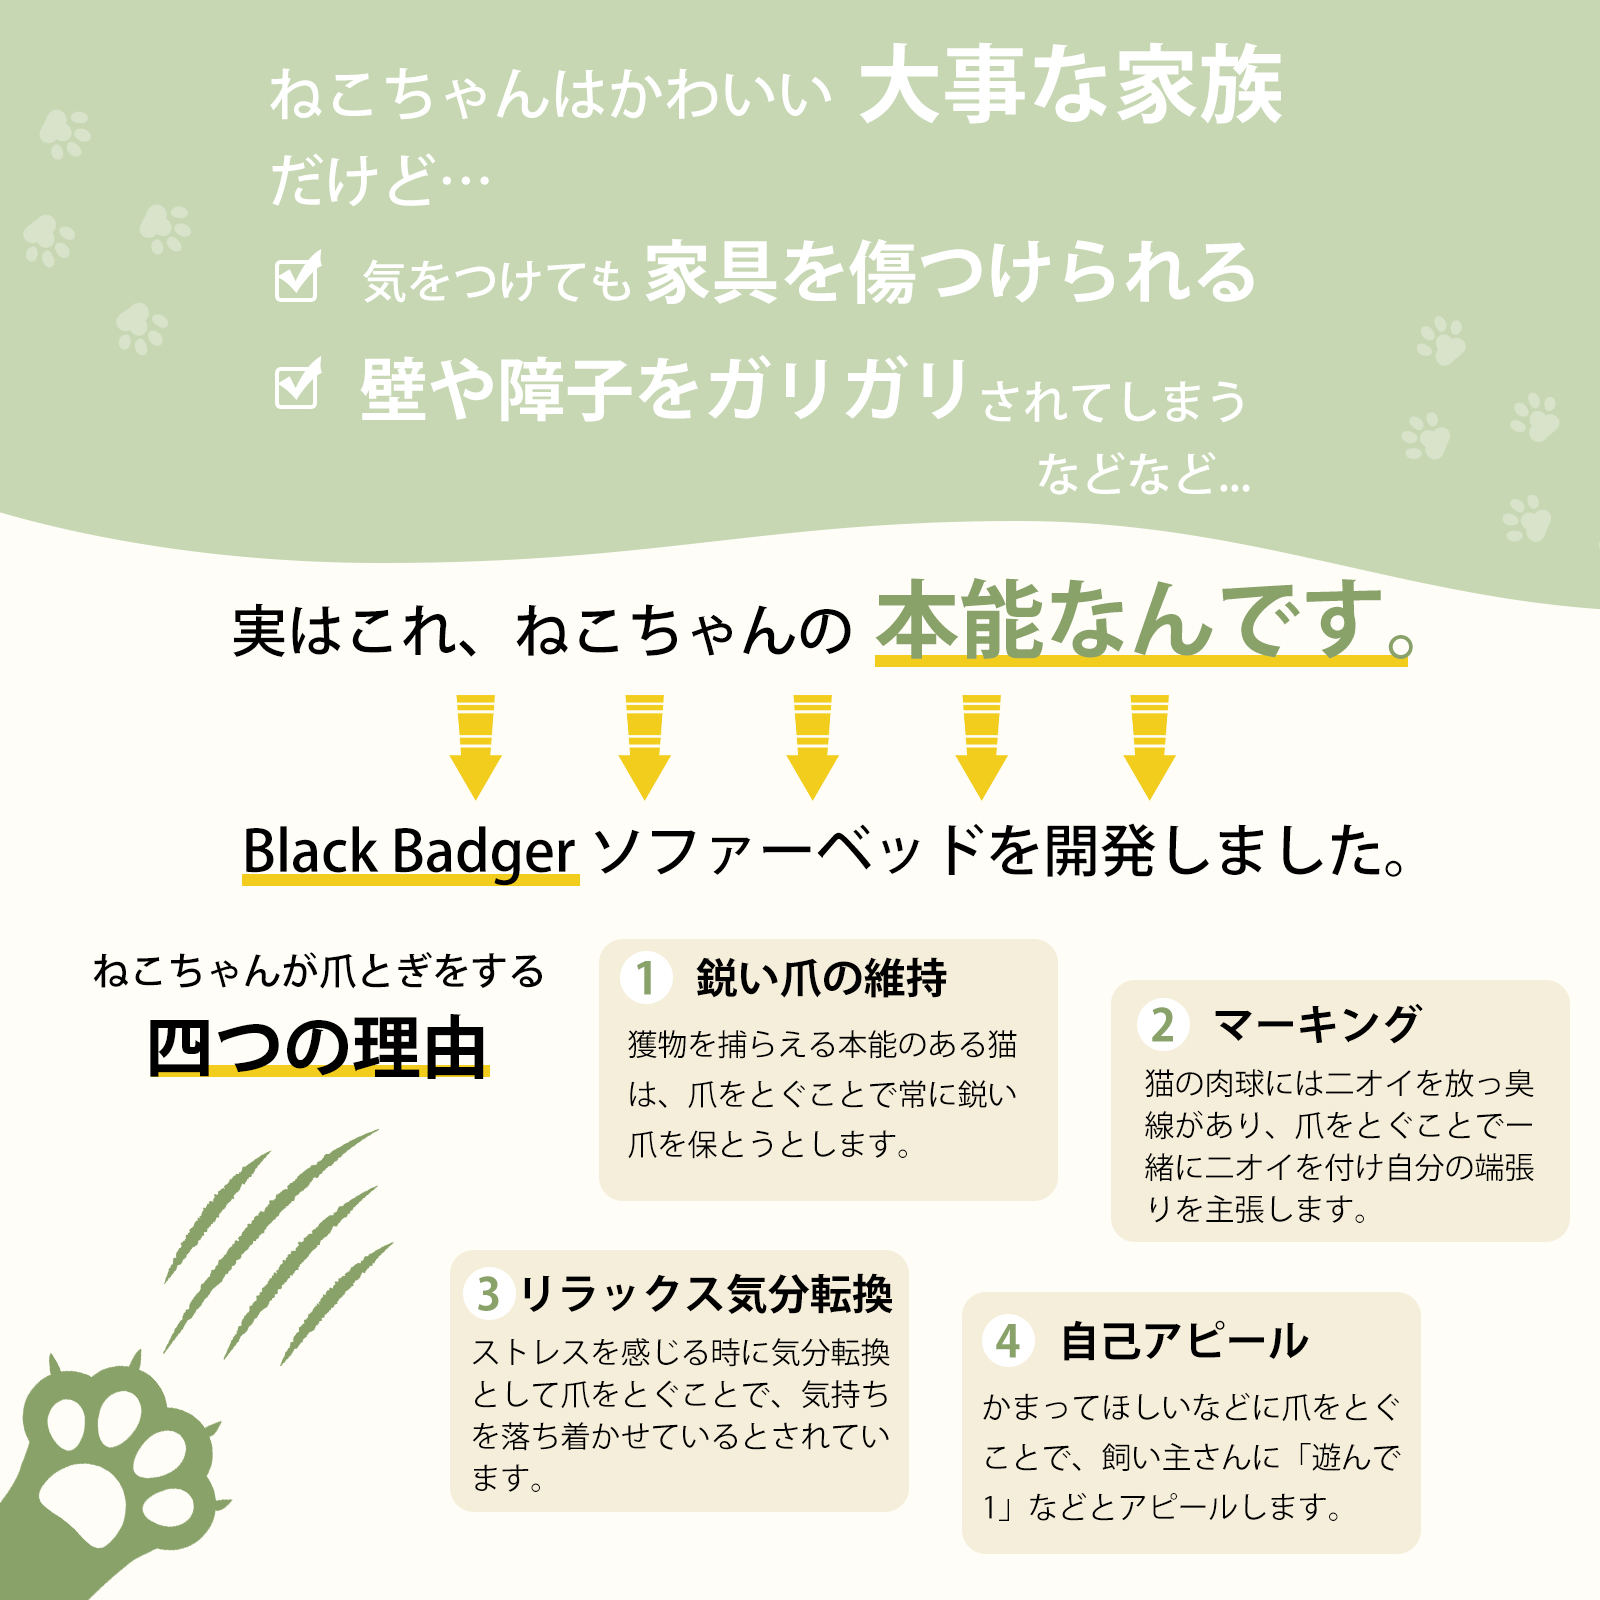 ねこちゃんはかわいい 大事な家族
だけど…
気をつけても 家具を傷つけられる
壁や障子をガリガリされてしまう
などなど...
実はこれ、ねこちゃんの 本能なんです。
Black Badger ソファーベッドを開発しました。
ねこちゃんが爪とぎをする
四つの理由
1 鋭い爪の維持
獲物を捕らえる本能のある猫
は、爪をとぐことで常に鋭い
爪を保とうとします。
2 マーキング
猫の肉球にはニオイを放っ臭
線があり、爪をとぐことで一
緒にニオイを付け自分の端張
りを主張します。
3 リラックス気分転換
ストレスを感じる時に気分転換
として爪をとぐことで、気持ち
を落ち着かせているとされてい
ます。
4 自己アピール
かまってほしいなどに爪をとぐ
ことで、飼い主さんに「遊んで
1」などとアピールします。